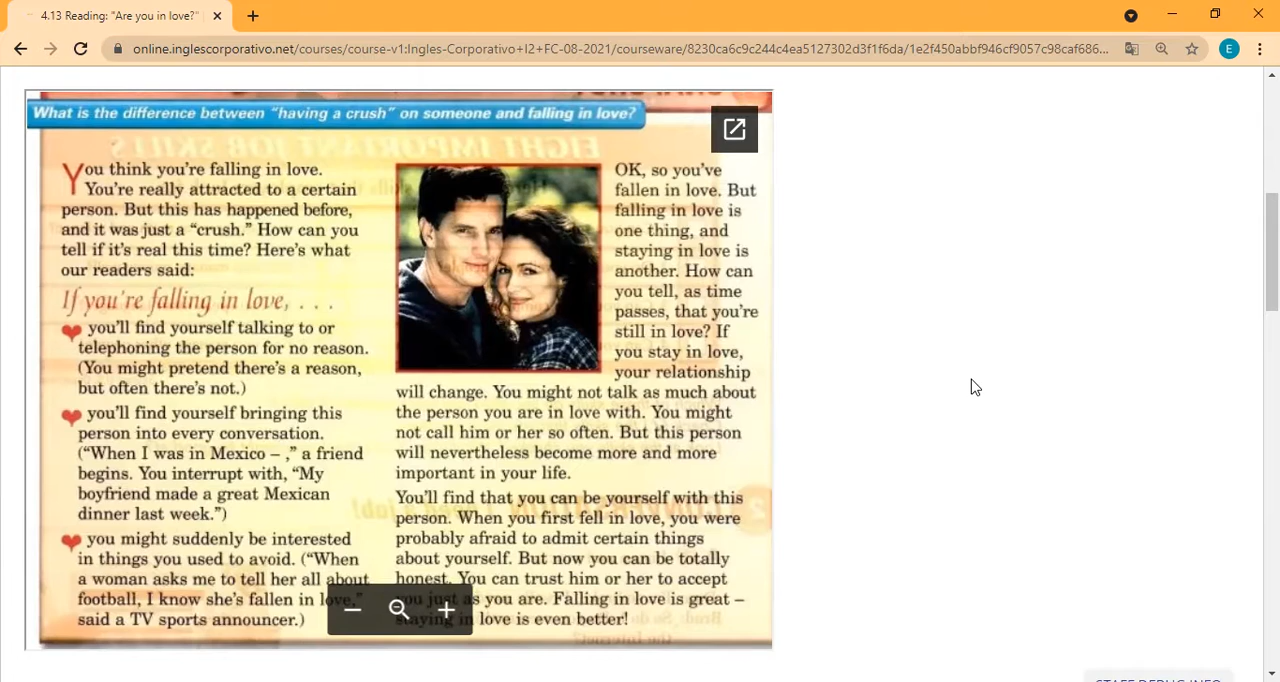 4.13 Reading: "Are you in love?"
online.inglescorporativo.net/courses/course-v1:Ingles-Corporativo+I2+FC-08-2021/courseware/8230ca6c9c244c4ea5127302d3f1f6da/1e2f450abbf946cf9057c98caf686...
E
What is the difference between "having a crush" on someone and falling in love?
EIGHT IMPORTANT JOB SKILLS
You think you're falling in love.
You're really attracted to a certain
person. But this has happened before,
and it was just a "crush." How can you
tell if it's real this time? Here's what
our readers said:
If you're falling in love, . . .
you'll find yourself talking to or
telephoning the person for no reason.
(You might pretend there's a reason,
but often there's not.)
you'll find yourself bringing this
person into every conversation.
("When I was in Mexico – ," a friend
begins. You interrupt with, "My
boyfriend made a great Mexican
dinner last week.")
you might suddenly be interested
in things you used to avoid. ("When
a woman asks me to tell her all about
football, I know she's fallen in love,"
said a TV sports announcer.)
OK, so you've
fallen in love. But
falling in love is
one thing, and
staying in love is
another. How can
you tell, as time
passes, that you're
still in love? If
you stay in love,
your relationship
will change. You might not talk as much about
the person you are in love with. You might
not call him or her so often. But this person
will nevertheless become more and more
important in your life.
You'll find that you can be yourself with this
person. When you first fell in love, you were
probably afraid to admit certain things
about yourself. But now you can be totally
honest. You can trust him or her to accept
you just as you are. Falling in love is great –
staying in love is even better!
STAFF DEBUG INFO